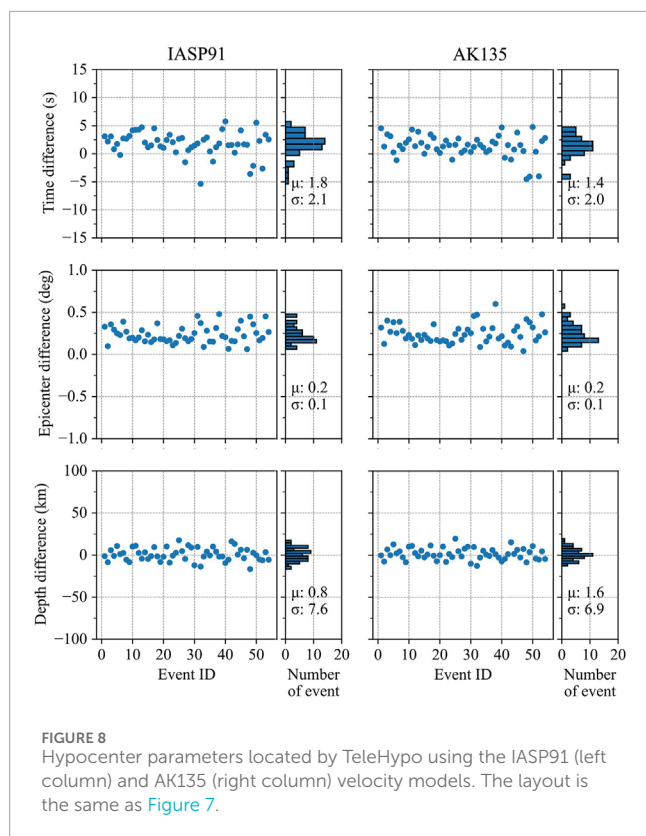 IASP91
AK135
Time difference (s)
15
10
5
0
−5
−10
−15
μ: 1.8
σ: 2.1
μ: 1.4
σ: 2.0
Epicenter difference (deg)
1.0
0.5
0.0
−0.5
−1.0
μ: 0.2
σ: 0.1
μ: 0.2
σ: 0.1
Depth difference (km)
100
50
0
−50
−100
μ: 0.8
σ: 7.6
μ: 1.6
σ: 6.9
0 10 20 30 40 50 0 10 20 0 10 20 30 40 50 0 10 20
Event ID Number of event Event ID Number of event
FIGURE 8
Hypocenter parameters located by TeleHypo using the IASP91 (left
column) and AK135 (right column) velocity models. The layout is
the same as Figure 7.